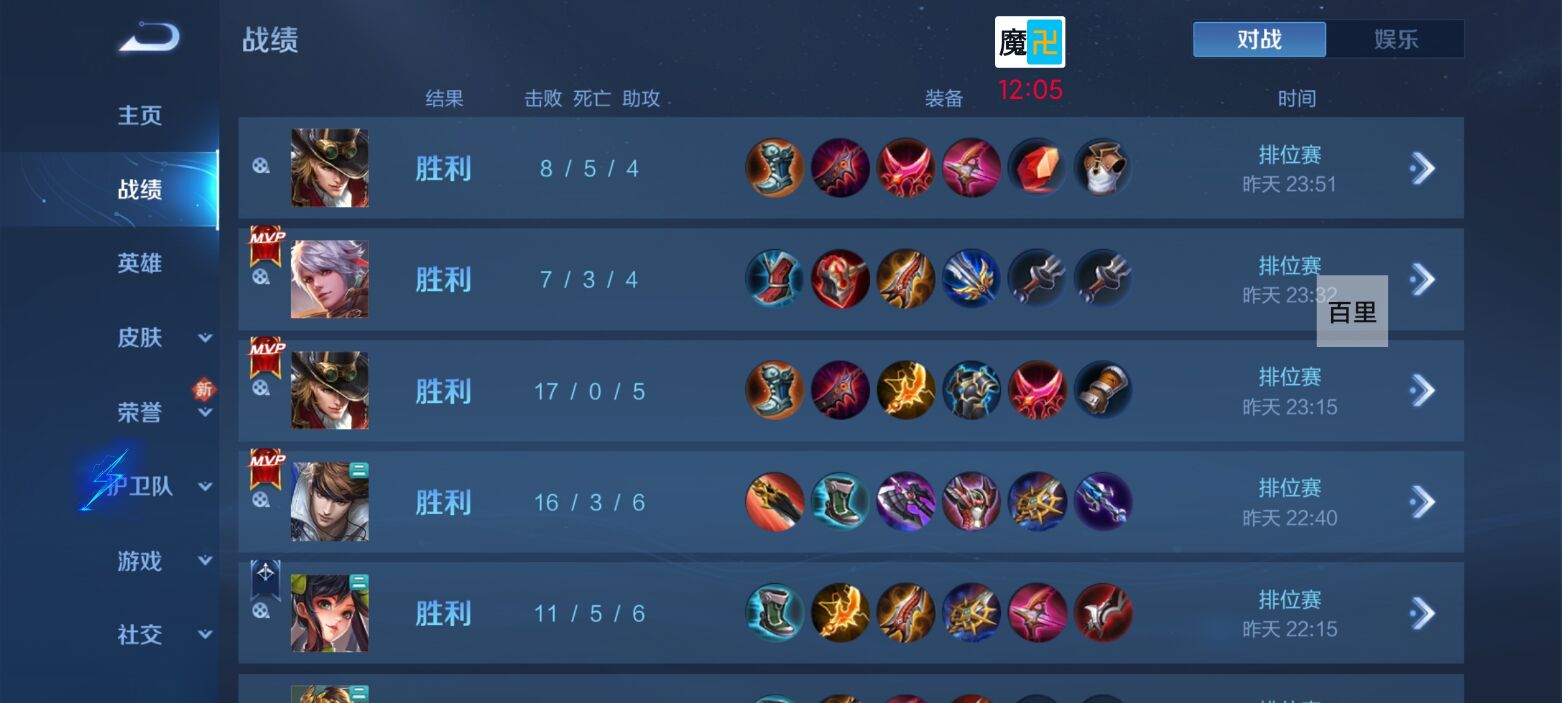 战绩
魔卍
12:05
对战
娱乐
结果
击败 死亡 助攻
装备
时间
主页
战绩
英雄
皮肤
新
荣誉
护卫队
游戏
社交
胜利
8 / 5 / 4
排位赛
昨天 23:51
MVP
胜利
7 / 3 / 4
排位赛
昨天 23:32
百里
MVP
胜利
17 / 0 / 5
排位赛
昨天 23:15
MVP
胜利
16 / 3 / 6
排位赛
昨天 22:40
胜利
11 / 5 / 6
排位赛
昨天 22:15